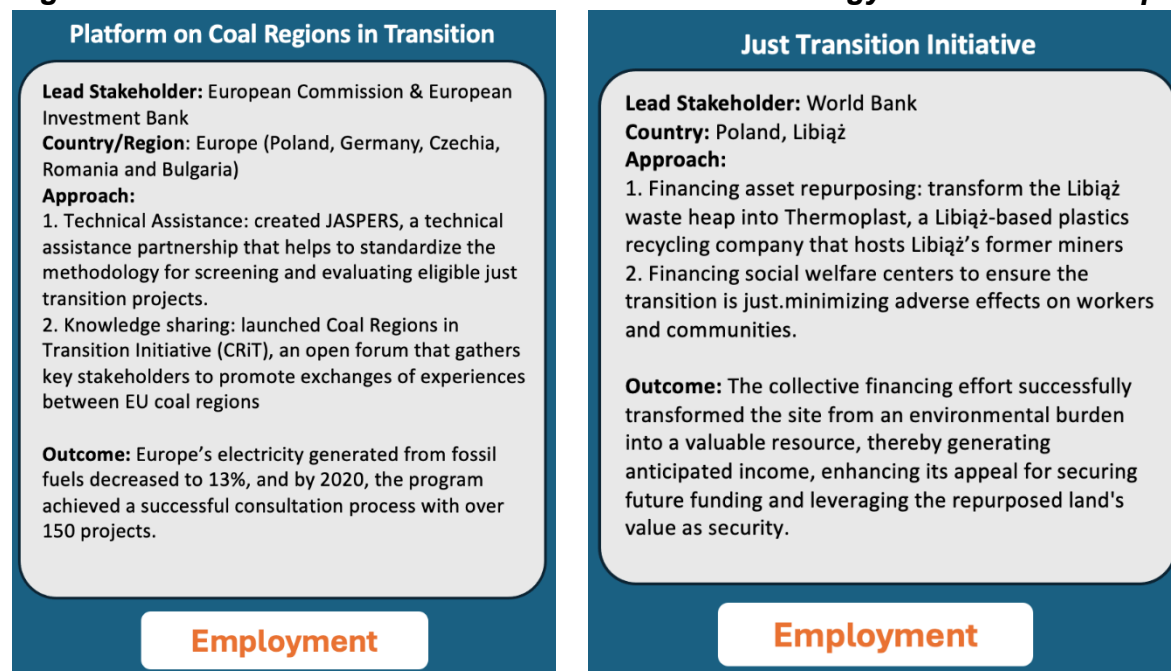 Platform on Coal Regions in Transition
Lead Stakeholder: European Commission & European
Investment Bank
Country/Region: Europe (Poland, Germany, Czechia,
Romania and Bulgaria)
Approach:
1. Technical Assistance: created JASPERS, a technical
assistance partnership that helps to standardize the
methodology for screening and evaluating eligible just
transition projects.
2. Knowledge sharing: launched Coal Regions in
Transition Initiative (CRiT), an open forum that gathers
key stakeholders to promote exchanges of experiences
between EU coal regions
Outcome: Europe’s electricity generated from fossil
fuels decreased to 13%, and by 2020, the program
achieved a successful consultation process with over
150 projects.
Employment
Just Transition Initiative
Lead Stakeholder: World Bank
Country: Poland, Libiąż
Approach:
1. Financing asset repurposing: transform the Libiąż
waste heap into Thermoplast, a Libiąż-based plastics
recycling company that hosts Libiąż’s former miners
2. Financing social welfare centers to ensure the
transition is just.minimizing adverse effects on workers
and communities.
Outcome: The collective financing effort successfully
transformed the site from an environmental burden
into a valuable resource, thereby generating
anticipated income, enhancing its appeal for securing
future funding and leveraging the repurposed land's
value as security.
Employment